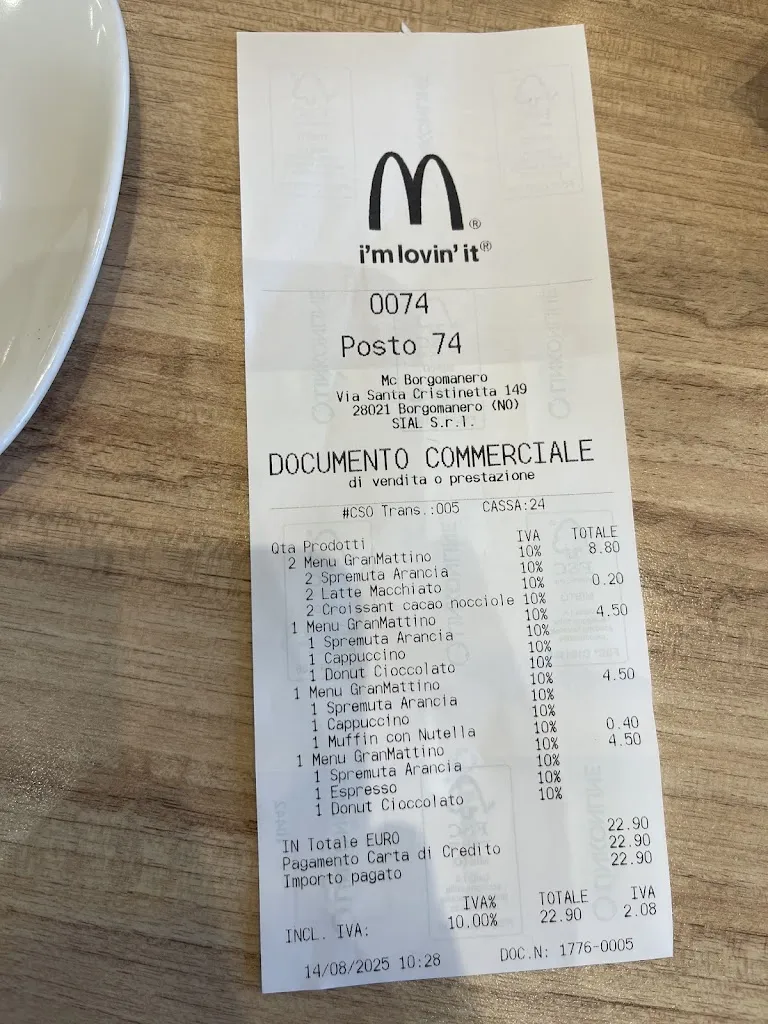 M®
i'm lovin' it®
0074
Posto 74
Mc Borgomanero
Via Santa Cristinetta 149
28021 Borgomanero (NO)
SIAL S.r.l.
DOCUMENTO COMMERCIALE
di vendita o prestazione
#CSO Trans.:005 CASSA:24
Qta Prodotti IVA TOTALE
2 Menu GranMattino 10% 8.80
2 Spremuta Arancia 10%
2 Latte Macchiato 10% 0.20
2 Croissant cacao nocciole 10%
1 Menu GranMattino 10% 4.50
1 Spremuta Arancia 10%
1 Cappuccino 10%
1 Donut Cioccolato 10%
1 Menu GranMattino 10% 4.50
1 Spremuta Arancia 10%
1 Cappuccino 10%
1 Muffin con Nutella 10% 0.40
1 Menu GranMattino 10% 4.50
1 Spremuta Arancia 10%
1 Espresso 10%
1 Donut Cioccolato 10%
IN Totale EURO 22.90
Pagamento Carta di Credito 22.90
Importo pagato 22.90
IVA% TOTALE IVA
INCL. IVA: 10.00% 22.90 2.08
14/08/2025 10:28 DOC.N: 1776-0005